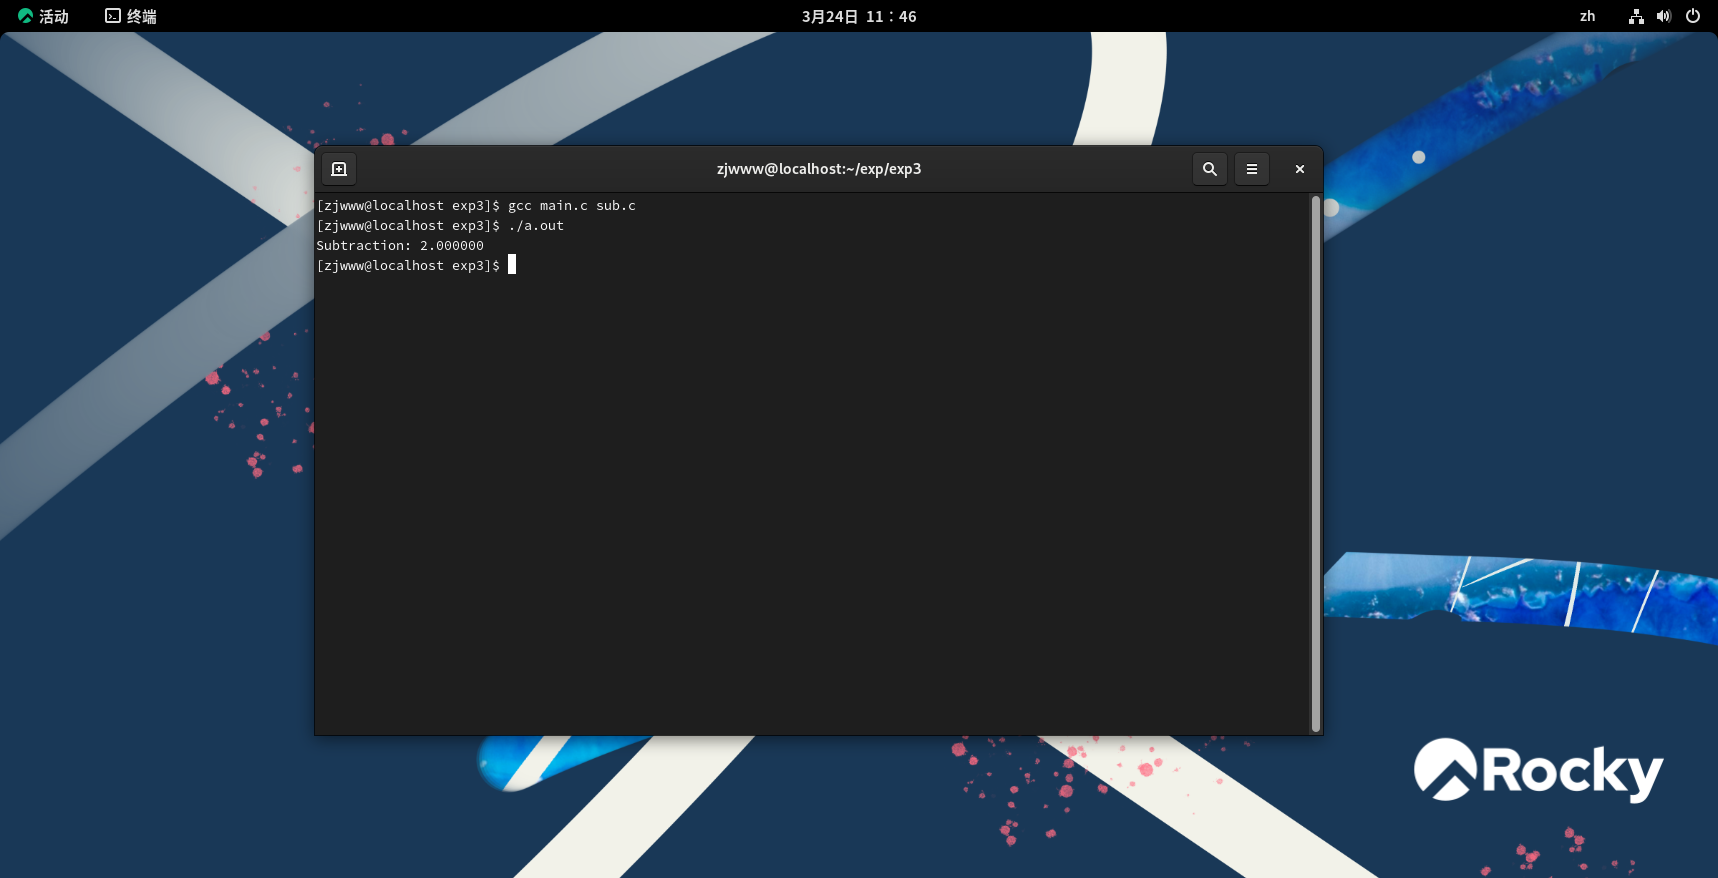 活动 终端 3月24日 11：46 zh
zjwww@localhost:~/exp/exp3
[zjwww@localhost exp3]$ gcc main.c sub.c
[zjwww@localhost exp3]$ ./a.out
Subtraction: 2.000000
[zjwww@localhost exp3]$
Rocky